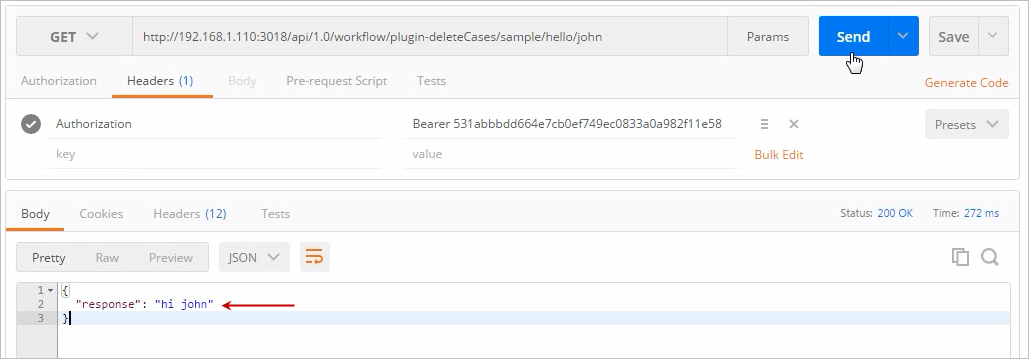 GET http://192.168.1.110:3018/api/1.0/workflow/plugin-deleteCases/sample/hello/john Params Send Save
Authorization Headers (1) Body Pre-request Script Tests Generate Code
Authorization Bearer 531abbbdd664e7cb0ef749ec0833a0a982f11e58 Presets
key value Bulk Edit
Body Cookies Headers (12) Tests Status: 200 OK Time: 272 ms
Pretty Raw Preview JSON
1 {
2 "response": "hi john"
3 }